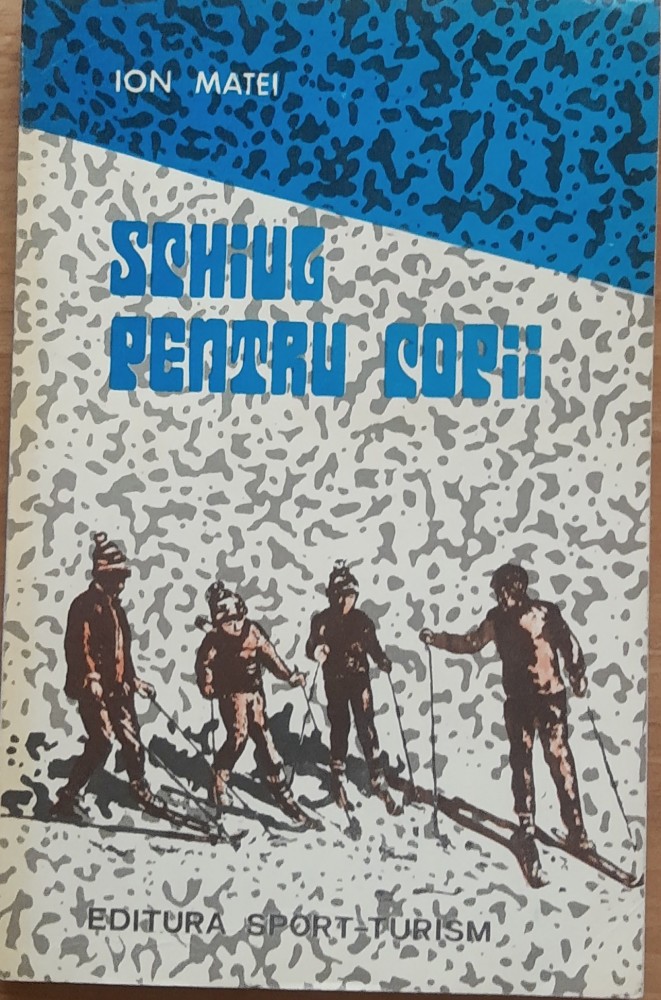 ION MATEI
SCHIUL
PENTRU COPII
EDITURA SPORT-TURISM